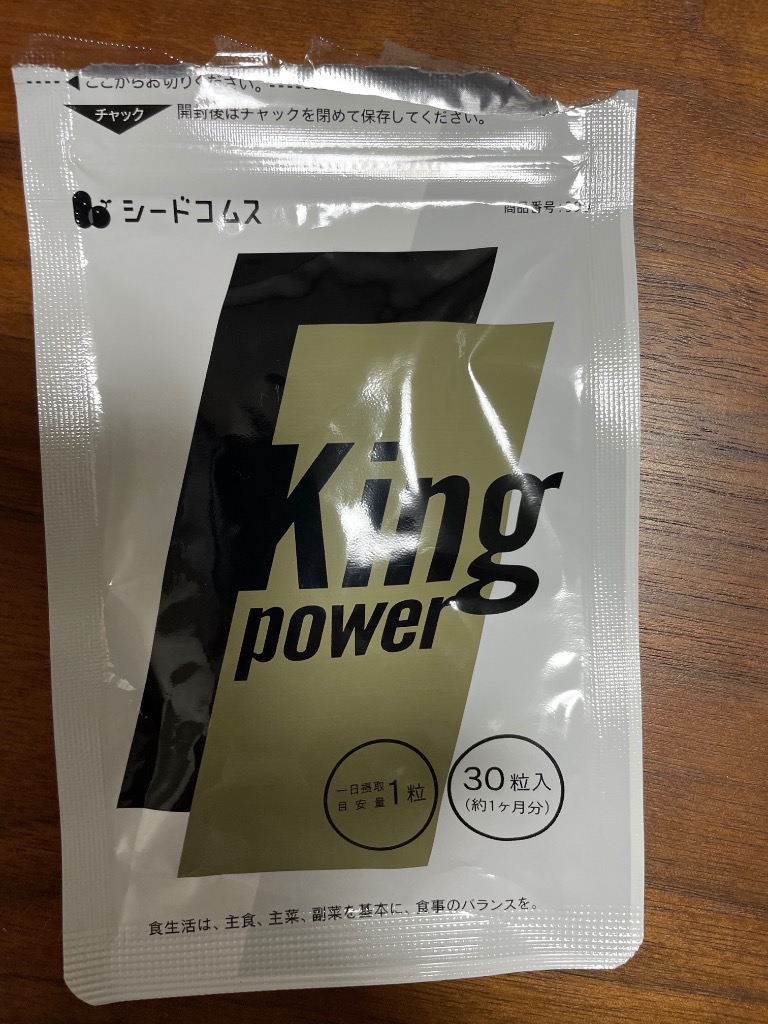 ここからお切りください。
チャック
開封後はチャックを閉めて保存してください。
シードコムス
商品番号:
King
power
一日摂取
目安量
1粒
30粒入
(約1ヶ月分)
食生活は、主食、主菜、副菜を基本に、食事のバランスを。